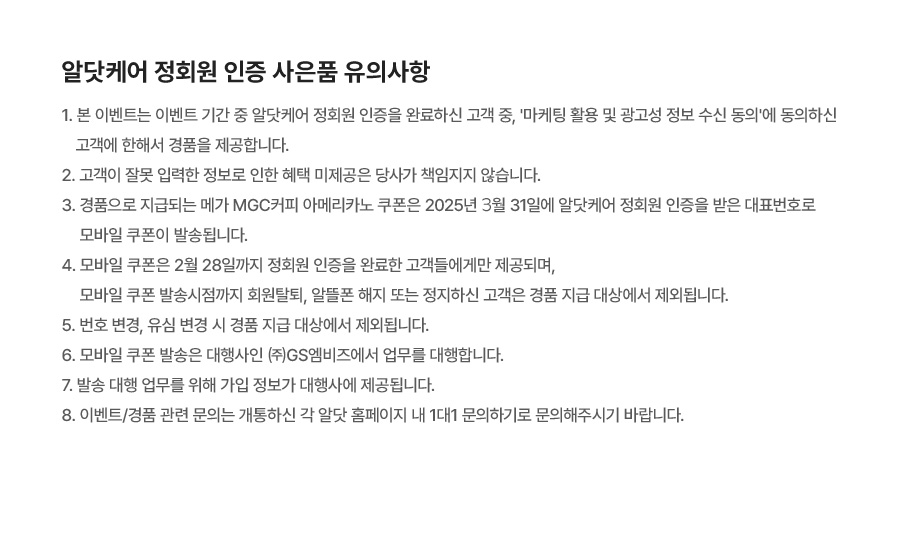 알닷케어 정회원 인증 사은품 유의사항
1. 본 이벤트는 이벤트 기간 중 알닷케어 정회원 인증을 완료하신 고객 중, '마케팅 활용 및 광고성 정보 수신 동의'에 동의하신
고객에 한해서 경품을 제공합니다.
2. 고객이 잘못 입력한 정보로 인한 혜택 미제공은 당사가 책임지지 않습니다.
3. 경품으로 지급되는 메가 MGC커피 아메리카노 쿠폰은 2025년 3월 31일에 알닷케어 정회원 인증을 받은 대표번호로
모바일 쿠폰이 발송됩니다.
4. 모바일 쿠폰은 2월 28일까지 정회원 인증을 완료한 고객들에게만 제공되며,
모바일 쿠폰 발송시점까지 회원탈퇴, 알뜰폰 해지 또는 정지하신 고객은 경품 지급 대상에서 제외됩니다.
5. 번호 변경, 유심 변경 시 경품 지급 대상에서 제외됩니다.
6. 모바일 쿠폰 발송은 대행사인 ㈜GS엠비즈에서 업무를 대행합니다.
7. 발송 대행 업무를 위해 가입 정보가 대행사에 제공됩니다.
8. 이벤트/경품 관련 문의는 개통하신 각 알닷 홈페이지 내 1대1 문의하기로 문의해주시기 바랍니다.